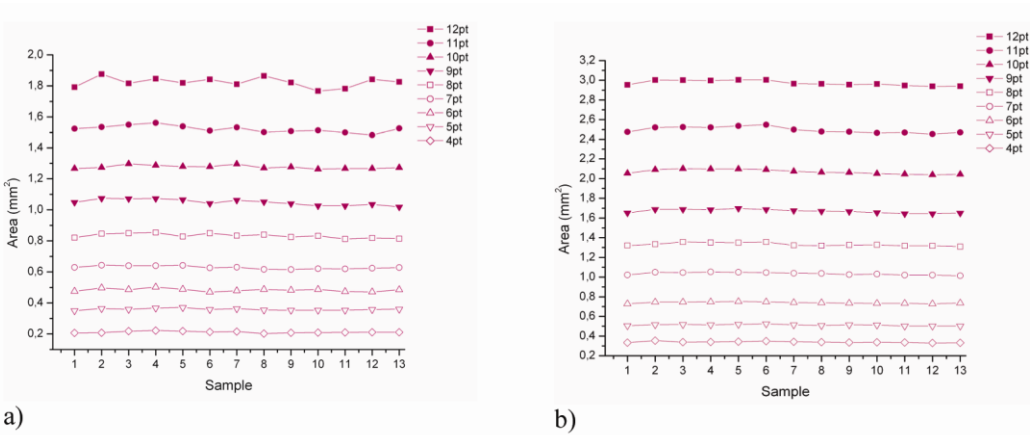 12pt
11pt
10pt
9pt
8pt
7pt
6pt
5pt
4pt
2,0
1,8
1,6
1,4
1,2
1,0
0,8
0,6
0,4
0,2
Area (mm²)
1 2 3 4 5 6 7 8 9 10 11 12 13
Sample
a)
12pt
11pt
10pt
9pt
8pt
7pt
6pt
5pt
4pt
3,2
3,0
2,8
2,6
2,4
2,2
2,0
1,8
1,6
1,4
1,2
1,0
0,8
0,6
0,4
0,2
Area (mm²)
1 2 3 4 5 6 7 8 9 10 11 12 13
Sample
b)